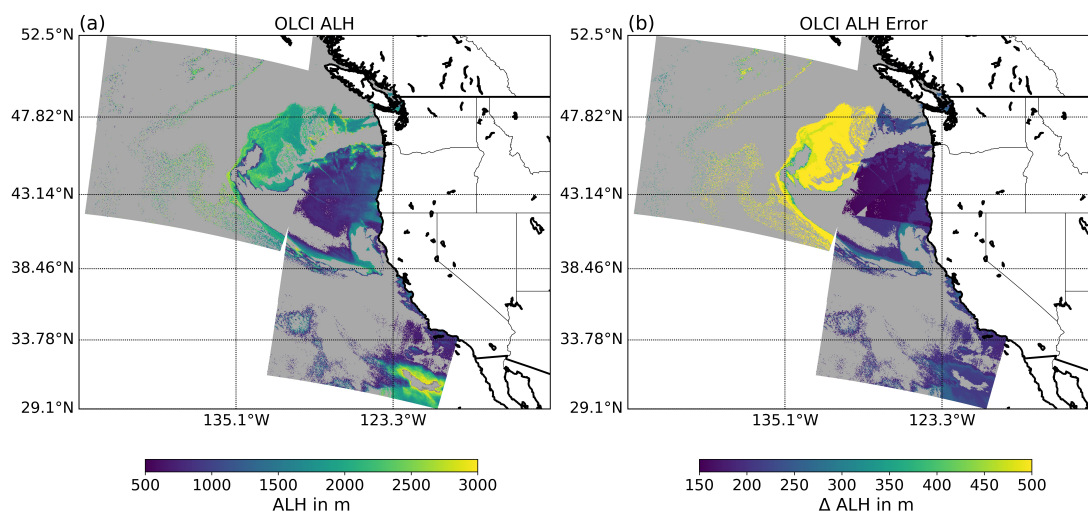 (a) OLCI ALH
52.5°N
47.82°N
43.14°N
38.46°N
33.78°N
29.1°N
135.1°W 123.3°W
500 1000 1500 2000 2500 3000
ALH in m
(b) OLCI ALH Error
52.5°N
47.82°N
43.14°N
38.46°N
33.78°N
29.1°N
135.1°W 123.3°W
150 200 250 300 350 400 450 500
Δ ALH in m